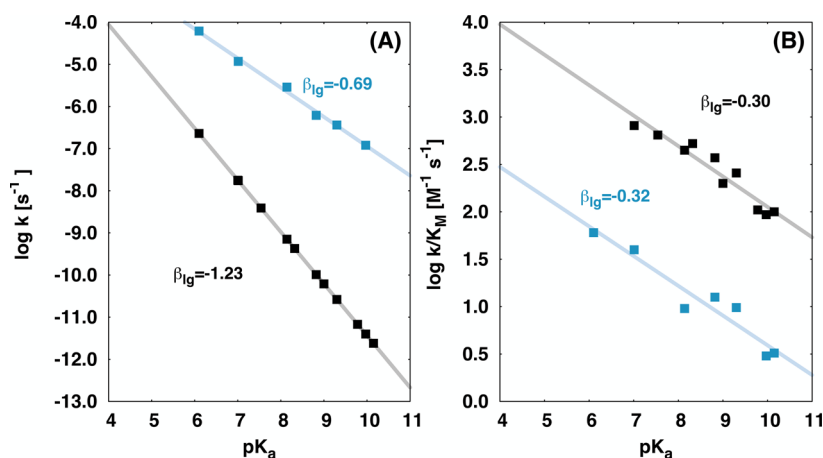 (A)
-4.0
-5.0
-6.0
-7.0
-8.0
-9.0
-10.0
-11.0
-12.0
-13.0
log k [s⁻¹ ]
βlg=-0.69
βlg=-1.23
4 5 6 7 8 9 10 11
pKa
(B)
4.0
3.5
3.0
2.5
2.0
1.5
1.0
0.5
0.0
log k/KM [M⁻¹ s⁻¹]
βlg=-0.30
βlg=-0.32
4 5 6 7 8 9 10 11
pKa